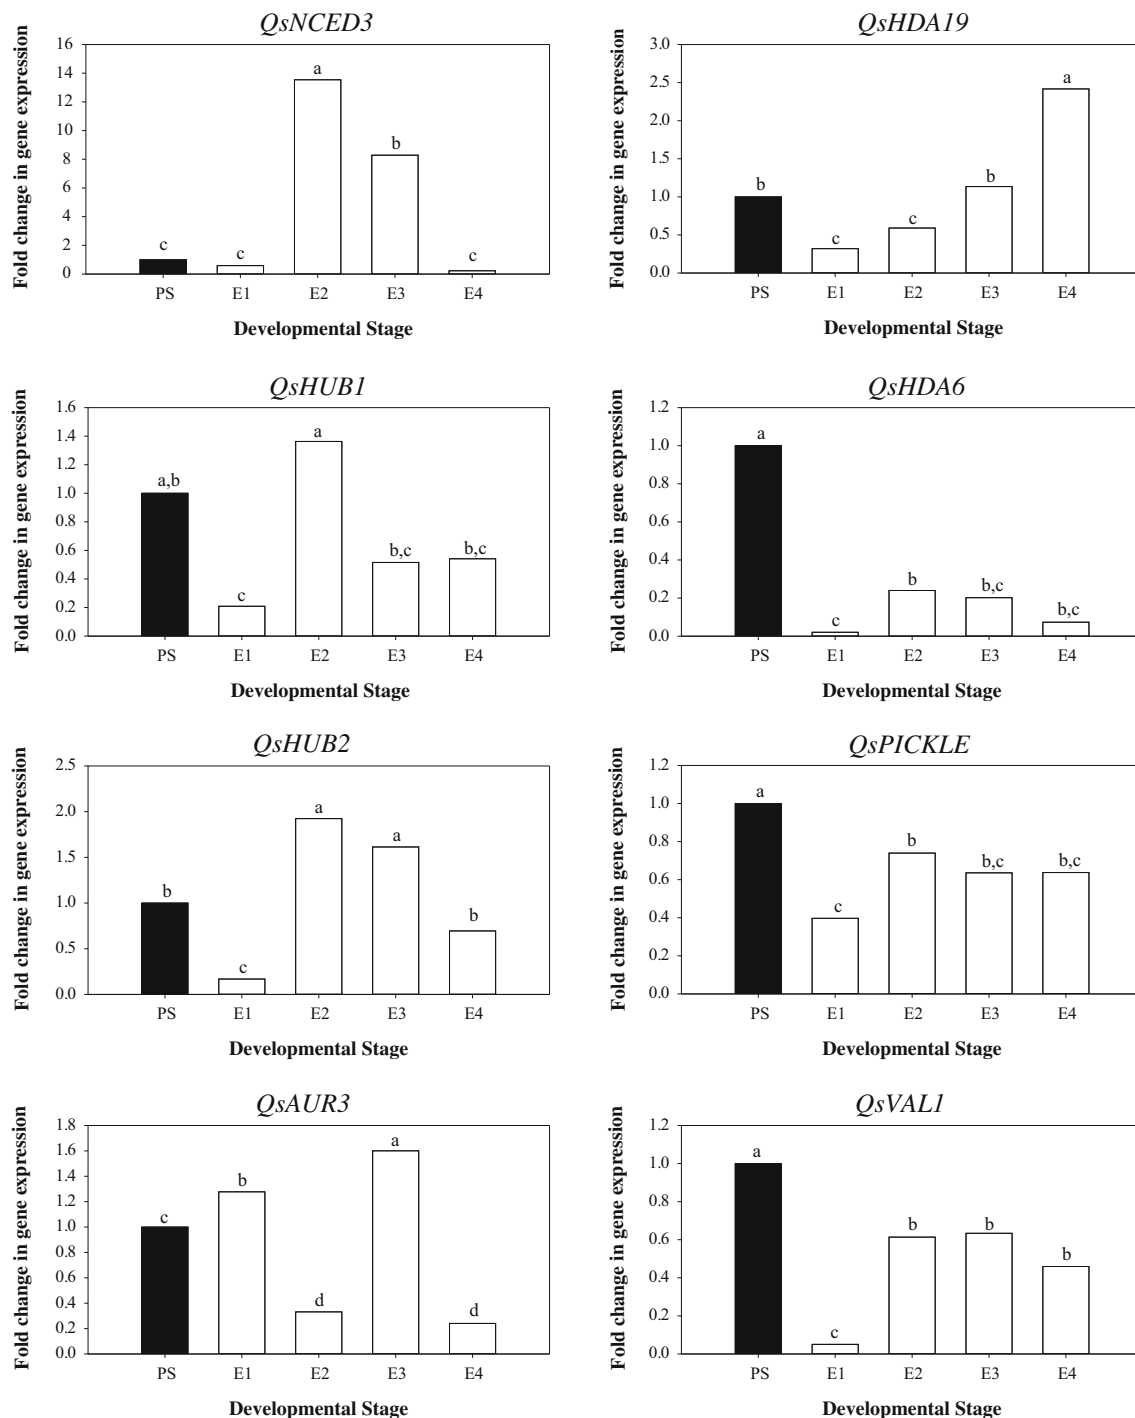 QsNCED3
Fold change in gene expression
16
14
12
10
8
6
4
2
0
c
c
a
b
c
PS E1 E2 E3 E4
Developmental Stage
QsHDA19
Fold change in gene expression
3.0
2.5
2.0
1.5
1.0
0.5
0.0
b
c
c
b
a
PS E1 E2 E3 E4
Developmental Stage
QsHUB1
Fold change in gene expression
1.6
1.4
1.2
1.0
0.8
0.6
0.4
0.2
0.0
a,b
c
a
b,c
b,c
PS E1 E2 E3 E4
Developmental Stage
QsHDA6
Fold change in gene expression
1.2
1.0
0.8
0.6
0.4
0.2
0.0
a
c
b
b,c
b,c
PS E1 E2 E3 E4
Developmental Stage
QsHUB2
Fold change in gene expression
2.5
2.0
1.5
1.0
0.5
0.0
b
c
a
a
b
PS E1 E2 E3 E4
Developmental Stage
QsPICKLE
Fold change in gene expression
1.2
1.0
0.8
0.6
0.4
0.2
0.0
a
c
b
b,c
b,c
PS E1 E2 E3 E4
Developmental Stage
QsAUR3
Fold change in gene expression
1.8
1.6
1.4
1.2
1.0
0.8
0.6
0.4
0.2
0.0
c
b
d
a
d
PS E1 E2 E3 E4
Developmental Stage
QsVAL1
Fold change in gene expression
1.2
1.0
0.8
0.6
0.4
0.2
0.0
a
c
b
b
b
PS E1 E2 E3 E4
Developmental Stage